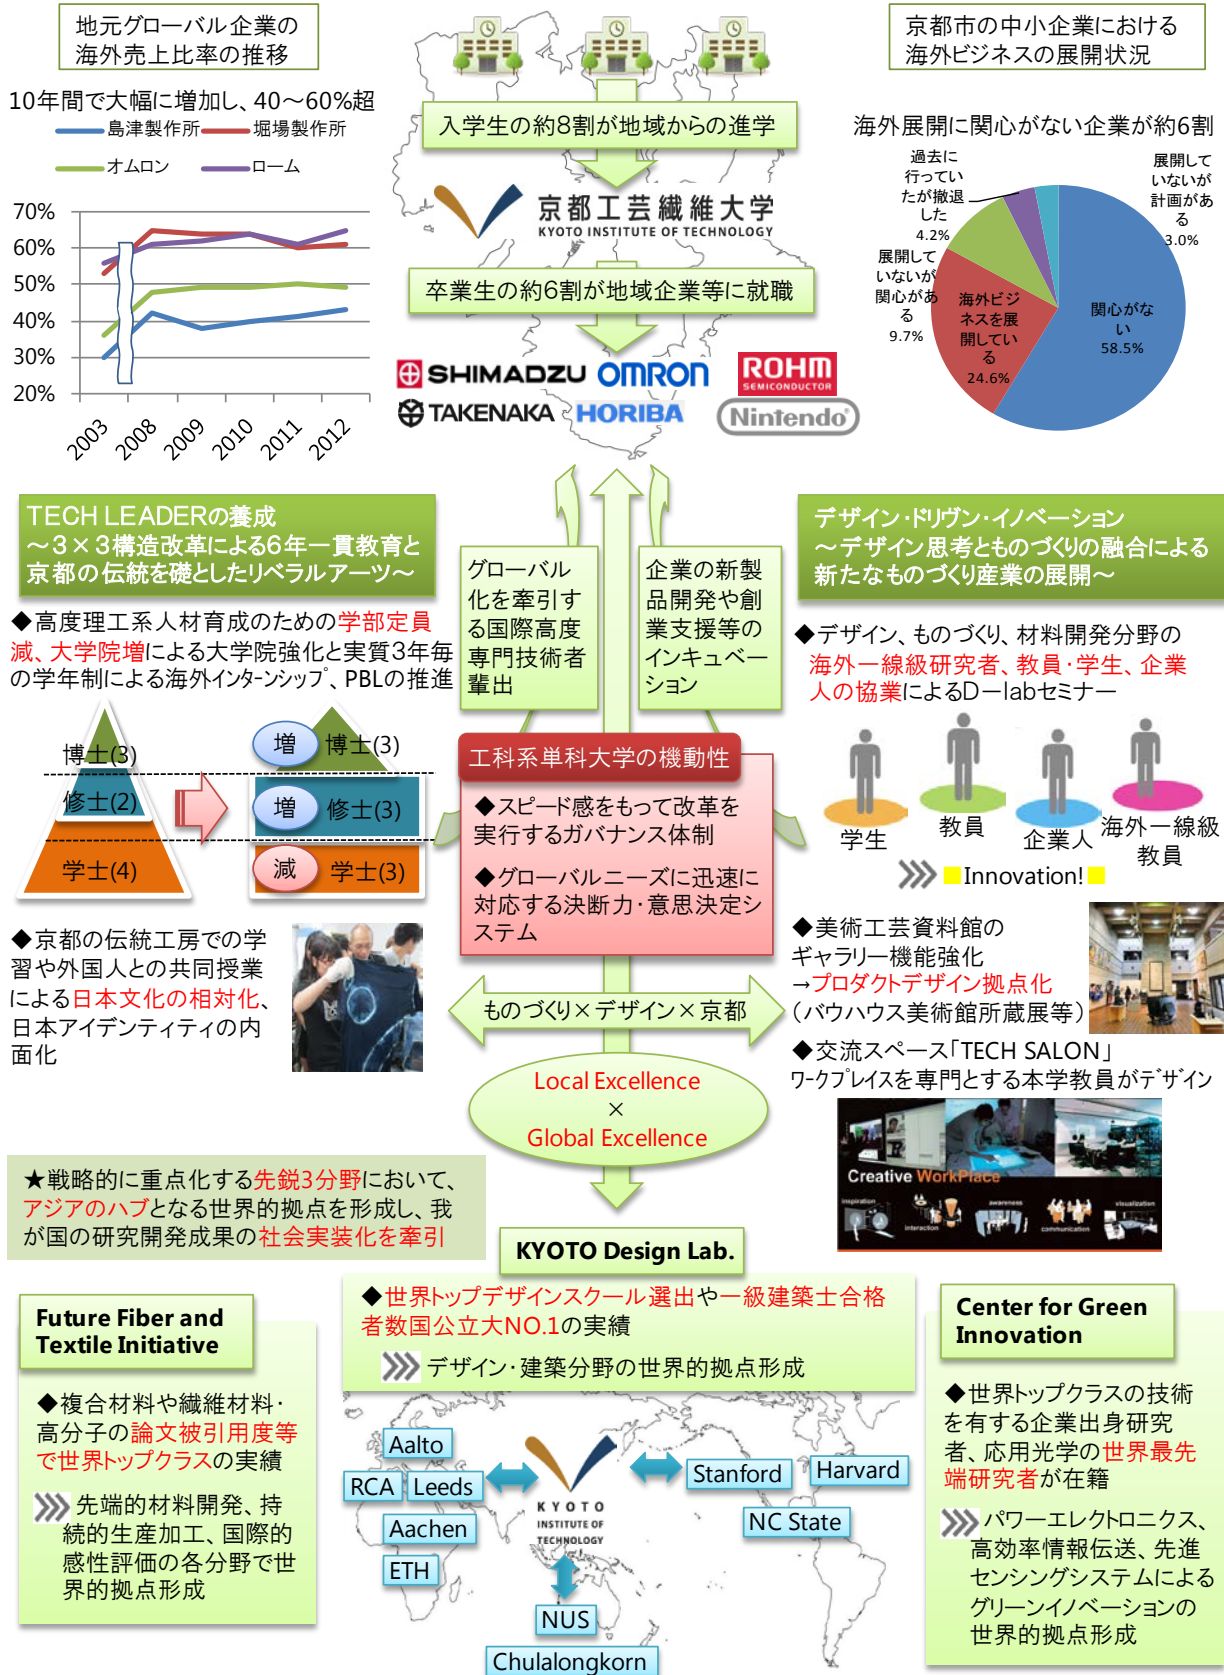 地元グローバル企業の
海外売上比率の推移
10年間で大幅に増加し、40～60%超
島津製作所
堀場製作所
オムロン
ローム
70%
60%
50%
40%
30%
20%
2003
2008
2009
2010
2011
2012
入学生の約8割が地域からの進学
京都工芸繊維大学
KYOTO INSTITUTE OF TECHNOLOGY
卒業生の約6割が地域企業等に就職
SHIMADZU
OMRON
ROHM
SEMICONDUCTOR
TAKENAKA
HORIBA
Nintendo®
京都市の中小企業における
海外ビジネスの展開状況
海外展開に関心がない企業が約6割
過去に
行ってい
たが撤退
した
4.2%
展開して
いないが
計画があ
る
3.0%
展開して
いないが
関心があ
る
9.7%
海外ビジ
ネスを展
開してい
る
24.6%
関心がな
い
58.5%
TECH LEADERの養成
～3×3構造改革による6年一貫教育と
京都の伝統を礎としたリベラルアーツ～
◆高度理工系人材育成のための学部定員
減、大学院増による大学院強化と実質3年毎
の学年制による海外インターンシップ、PBLの推進
博士(3)
修士(2)
学士(4)
増
博士(3)
増
修士(3)
減
学士(3)
◆京都の伝統工房での学
習や外国人との共同授業
による日本文化の相対化、
日本アイデンティティの内
面化
グローバル
化を牽引す
る国際高度
専門技術者
輩出
企業の新製
品開発や創
業支援等の
インキュベー
ション
工科系単科大学の機動性
◆スピード感をもって改革を
実行するガバナンス体制
◆グローバルニーズに迅速に
対応する決断力・意思決定シ
ステム
ものづくり×デザイン×京都
Local Excellence
×
Global Excellence
デザイン・ドリヴン・イノベーション
～デザイン思考とものづくりの融合による
新たなものづくり産業の展開～
◆デザイン、ものづくり、材料開発分野の
海外一線級研究者、教員・学生、企業
人の協業によるD－labセミナー
学生
教員
企業人
海外一線級
教員
Innovation!
◆美術工芸資料館の
ギャラリー機能強化
→プロダクトデザイン拠点化
（バウハウス美術館所蔵展等）
◆交流スペース「TECH SALON」
ワークプレイスを専門とする本学教員がデザイン
Creative WorkPlace
inspiration
interaction
awareness
communication
visualization
★戦略的に重点化する先鋭3分野において、
アジアのハブとなる世界的拠点を形成し、我
が国の研究開発成果の社会実装化を牽引
KYOTO Design Lab.
◆世界トップデザインスクール選出や一級建築士合格
者数国公立大NO.1の実績
デザイン・建築分野の世界的拠点形成
Future Fiber and
Textile Initiative
◆複合材料や繊維材料・
高分子の論文被引用度等
で世界トップクラスの実績
先端的材料開発、持
続的生産加工、国際的
感性評価の各分野で世
界的拠点形成
Aalto
RCA
Leeds
Aachen
ETH
KYOTO
INSTITUTE OF
TECHNOLOGY
Stanford
Harvard
NC State
NUS
Chulalongkorn
Center for Green
Innovation
◆世界トップクラスの技術
を有する企業出身研究
者、応用光学の世界最先
端研究者が在籍
パワーエレクトロニクス、
高効率情報伝送、先進
センシングシステムによる
グリーンイノベーションの
世界的拠点形成